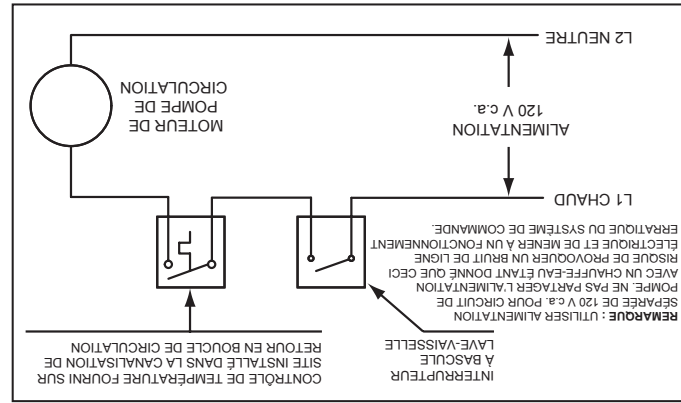 CONTRÔLE DE TEMPÉRATURE FOURNI SUR
SITE INSTALLÉ DANS LA CANALISATION DE
RETOUR EN BOUCLE DE CIRCULATION
INTERRUPTEUR
À BASCULE
LAVE-VAISSELLE
REMARQUE : UTILISER ALIMENTATION
SÉPARÉE DE 120 V c.a. POUR CIRCUIT DE
POMPE. NE PAS PARTAGER L'ALIMENTATION
AVEC UN CHAUFFE-EAU ÉTANT DONNÉ QUE CECI
RISQUE DE PROVOQUER UN BRUIT DE LIGNE
ÉLECTRIQUE ET DE MENER À UN FONCTIONNEMENT
ERRATIQUE DU SYSTÈME DE COMMANDE.
L1 CHAUD
ALIMENTATION
120 V c.a.
MOTEUR DE
POMPE DE
CIRCULATION
L2 NEUTRE